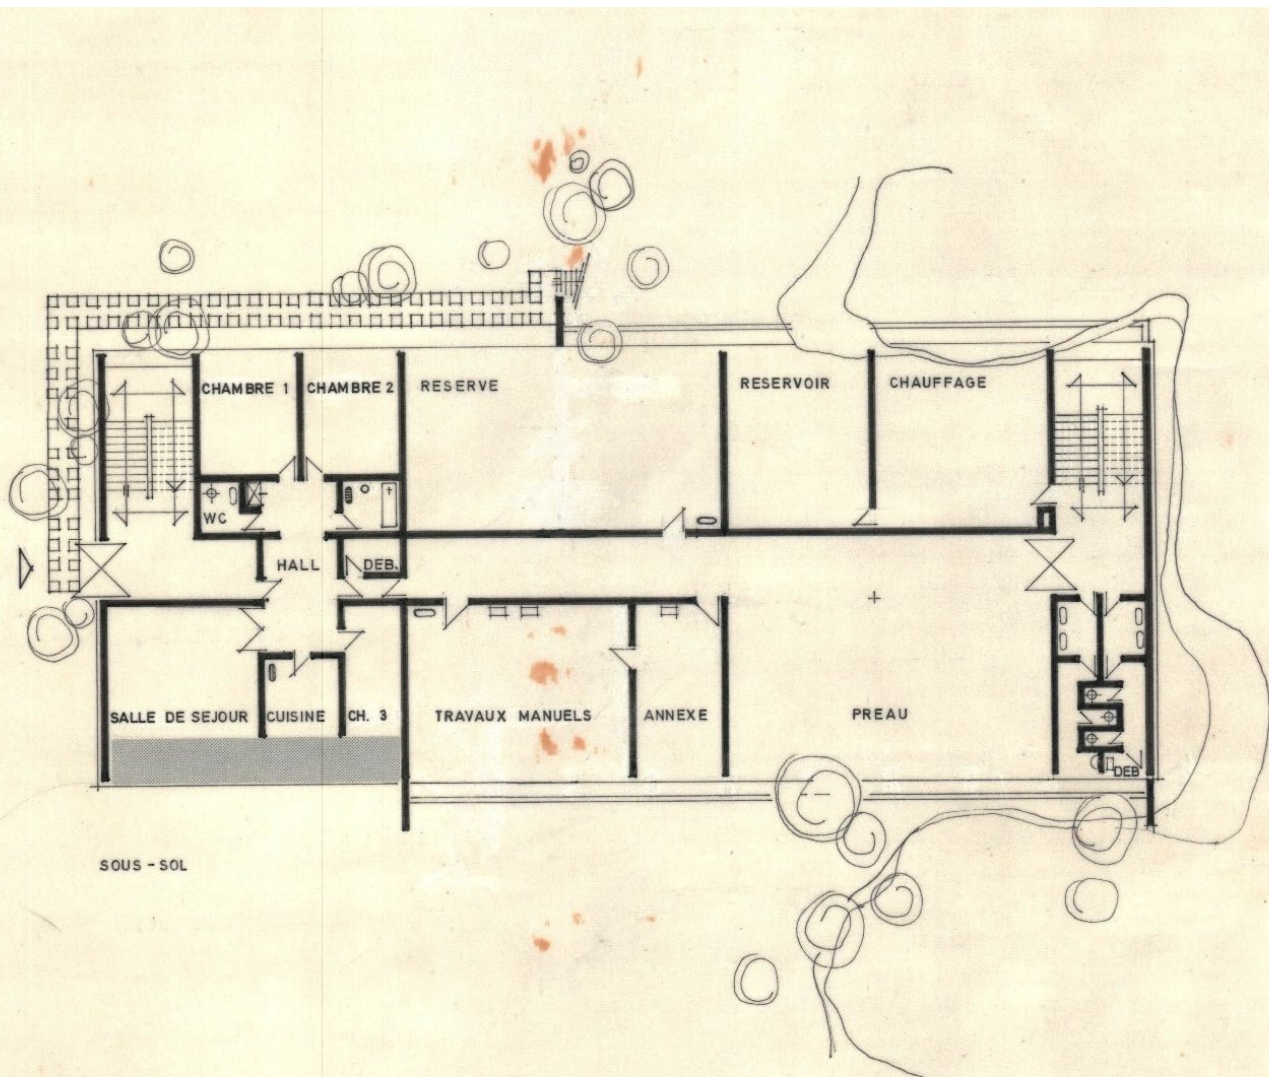 CHAMBRE 1
CHAMBRE 2
RESERVE
RESERVOIR
CHAUFFAGE
WC
HALL
DEB.
SALLE DE SEJOUR
CUISINE
CH. 3
TRAVAUX MANUELS
ANNEXE
PREAU
DEB
SOUS - SOL